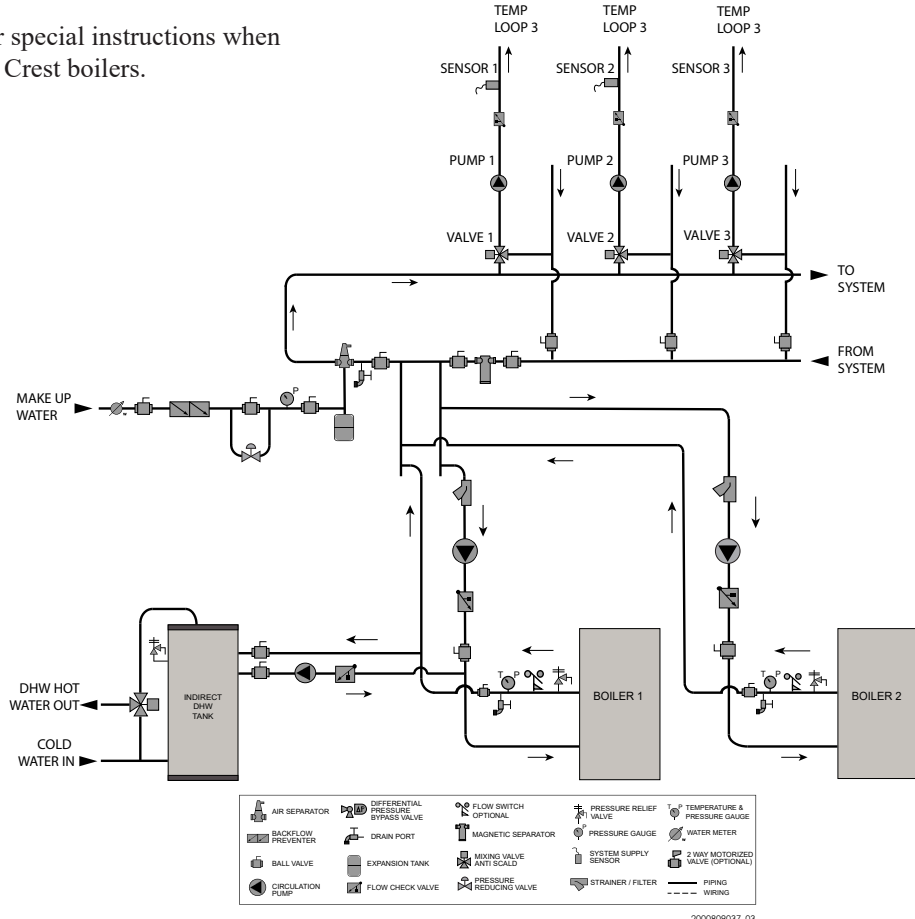 r special instructions when
Crest boilers.
TEMP
LOOP 3
TEMP
LOOP 3
TEMP
LOOP 3
SENSOR 1
SENSOR 2
SENSOR 3
PUMP 1
PUMP 2
PUMP 3
VALVE 1
VALVE 2
VALVE 3
TO
SYSTEM
FROM
SYSTEM
MAKE UP
WATER
P
INDIRECT
DHW
TANK
DHW HOT
WATER OUT
COLD
WATER IN
T P
BOILER 1
T P
BOILER 2
AIR SEPARATOR
DIFFERENTIAL
PRESSURE
BYPASS VALVE
FLOW SWITCH
OPTIONAL
PRESSURE RELIEF
VALVE
T P
TEMPERATURE &
PRESSURE GAUGE
BACKFLOW
PREVENTER
DRAIN PORT
MAGNETIC SEPARATOR
P
PRESSURE GAUGE
WATER METER
BALL VALVE
EXPANSION TANK
MIXING VALVE
ANTI SCALD
SYSTEM SUPPLY
SENSOR
2 WAY MOTORIZED
VALVE (OPTIONAL)
CIRCULATION
PUMP
FLOW CHECK VALVE
PRESSURE
REDUCING VALVE
STRAINER / FILTER
PIPING
WIRING
2000808037_03